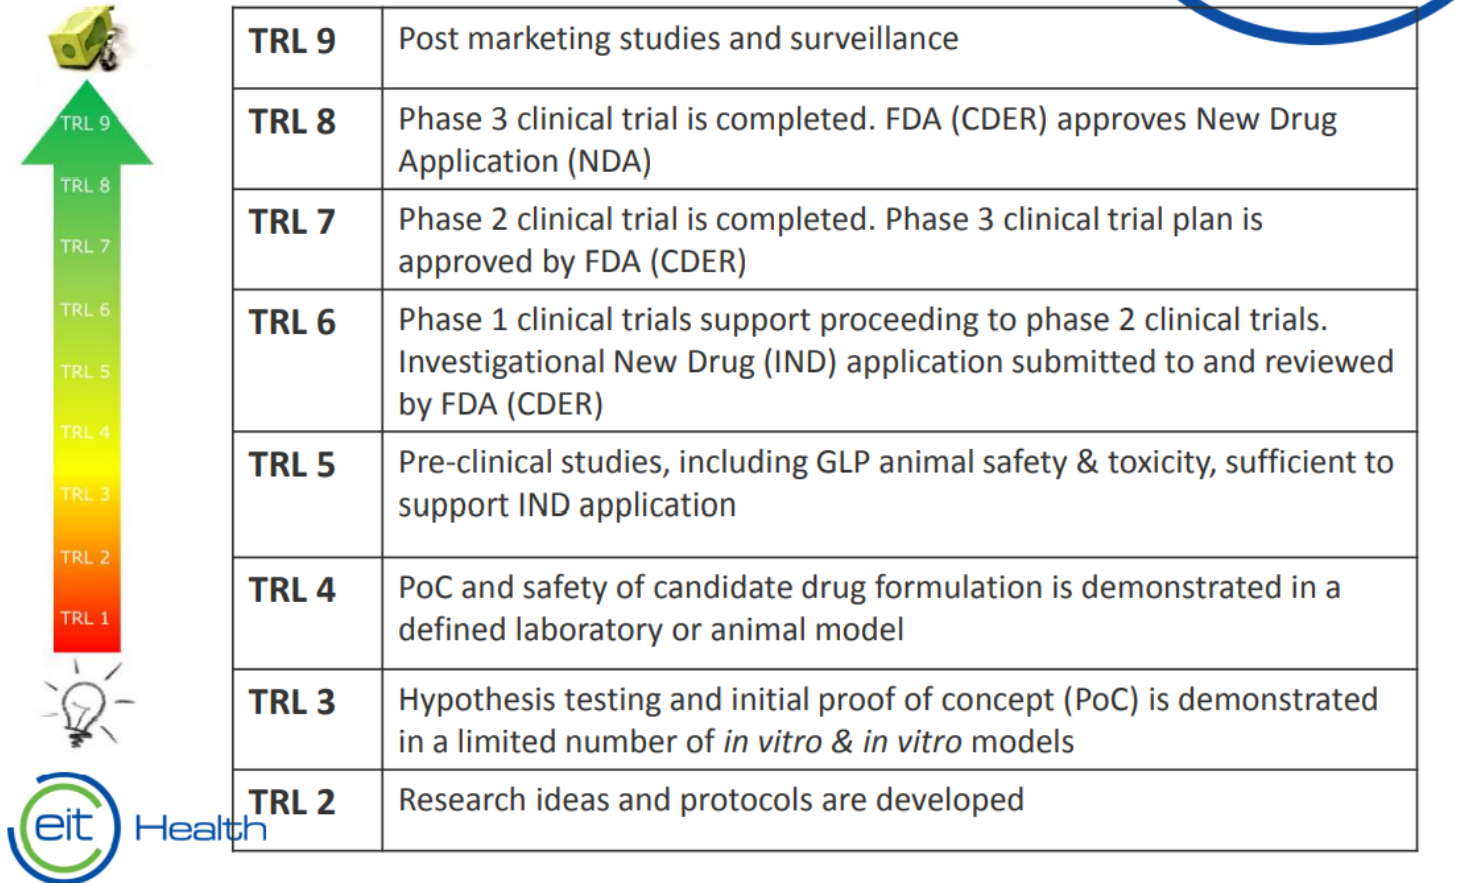 TRL 9
TRL 8
TRL 7
TRL 6
TRL 5
TRL 4
TRL 3
TRL 2
TRL 1
TRL 9 Post marketing studies and surveillance
TRL 8 Phase 3 clinical trial is completed. FDA (CDER) approves New Drug
Application (NDA)
TRL 7 Phase 2 clinical trial is completed. Phase 3 clinical trial plan is
approved by FDA (CDER)
TRL 6 Phase 1 clinical trials support proceeding to phase 2 clinical trials.
Investigational New Drug (IND) application submitted to and reviewed
by FDA (CDER)
TRL 5 Pre-clinical studies, including GLP animal safety & toxicity, sufficient to
support IND application
TRL 4 PoC and safety of candidate drug formulation is demonstrated in a
defined laboratory or animal model
TRL 3 Hypothesis testing and initial proof of concept (PoC) is demonstrated
in a limited number of in vitro & in vitro models
TRL 2 Research ideas and protocols are developed
eit Health